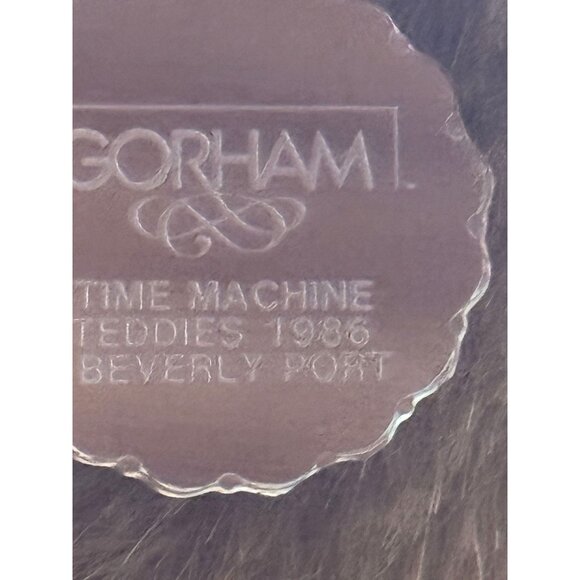 GORHAM
TIME MACHINE
TEDDIES 1986
BEVERLY PORT